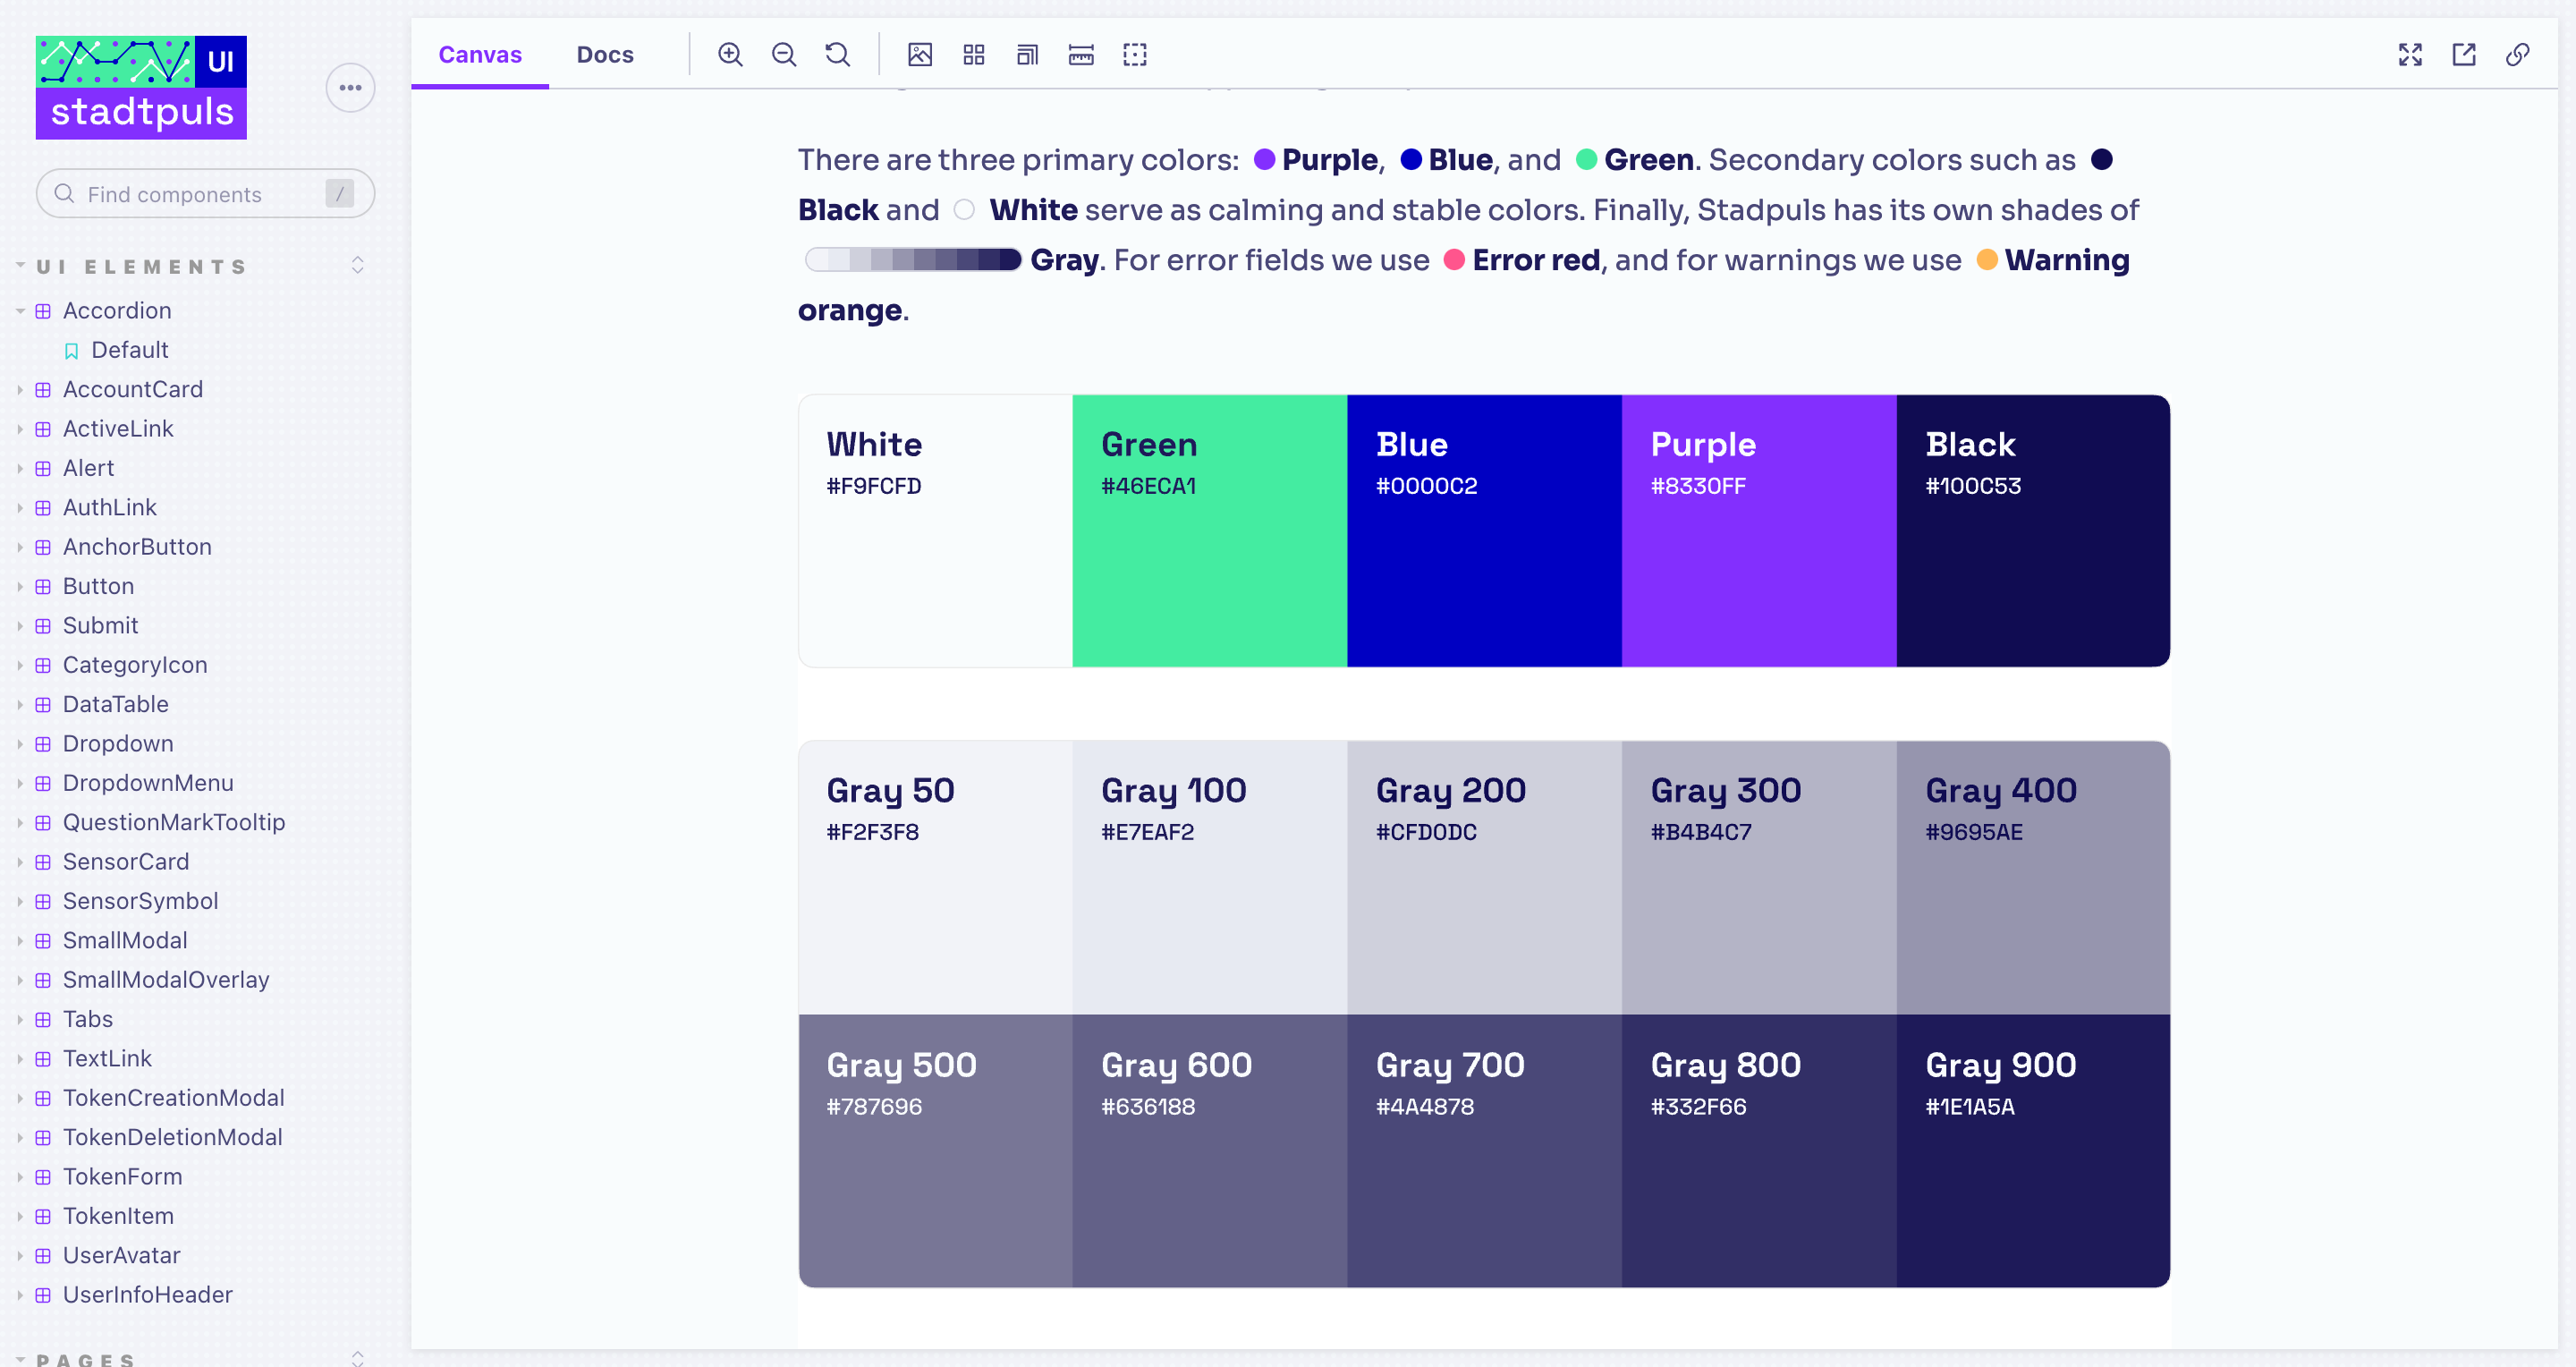 UI
stadtpuls
Find components
/
UI ELEMENTS
Accordion
Default
AccountCard
ActiveLink
Alert
AuthLink
AnchorButton
Button
Submit
CategoryIcon
DataTable
Dropdown
DropdownMenu
QuestionMarkTooltip
SensorCard
SensorSymbol
SmallModal
SmallModalOverlay
Tabs
TextLink
TokenCreationModal
TokenDeletionModal
TokenForm
TokenItem
UserAvatar
UserInfoHeader
PAGES
Canvas Docs
There are three primary colors: Purple, Blue, and Green. Secondary colors such as
Black and White serve as calming and stable colors. Finally, Stadpuls has its own shades of
Gray. For error fields we use Error red, and for warnings we use Warning
orange.
White Green Blue Purple Black
#F9FCFD #46ECA1 #0000C2 #8330FF #100C53
Gray 50 Gray 100 Gray 200 Gray 300 Gray 400
#F2F3F8 #E7EAF2 #CFD0DC #B4B4C7 #9695AE
Gray 500 Gray 600 Gray 700 Gray 800 Gray 900
#787696 #636188 #4A4878 #332F66 #1E1A5A